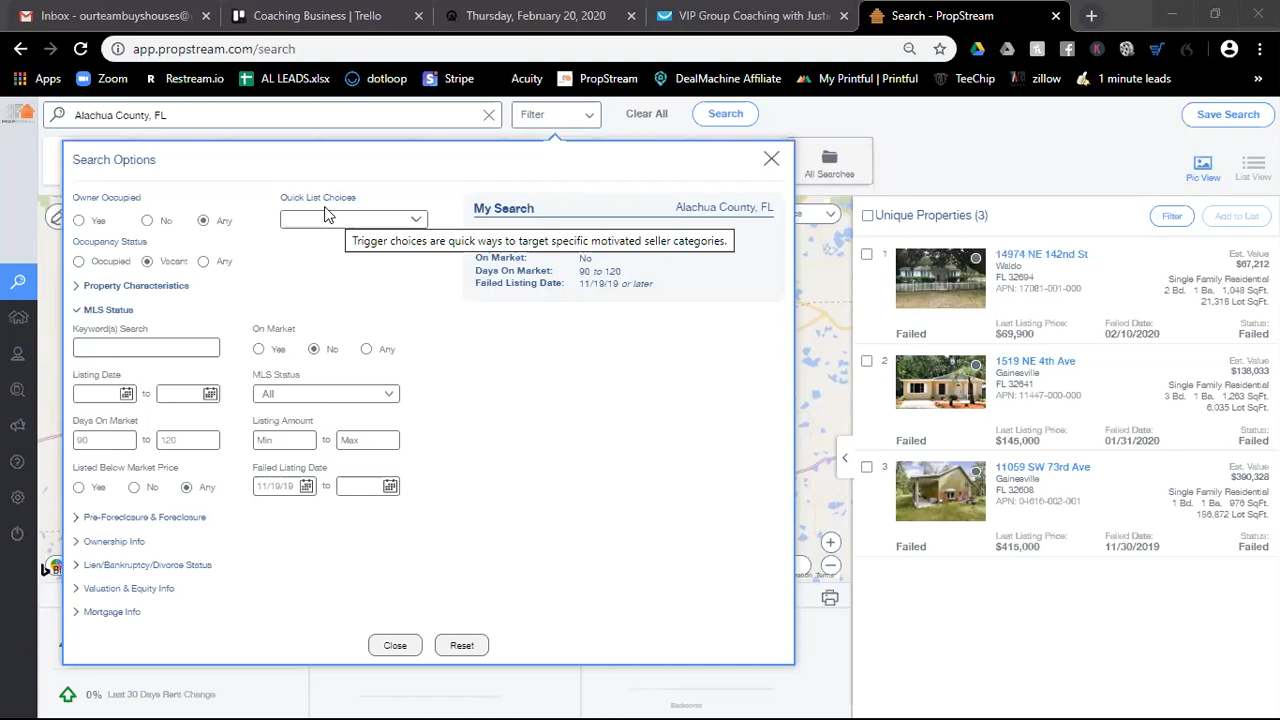 Inbox - ourteambuyshouses@
Coaching Business | Trello
Thursday, February 20, 2020
VIP Group Coaching with Justi
Search - PropStream
app.propstream.com/search
Apps
Zoom
Restream.io
AL LEADS.xlsx
dotloop
Stripe
Acuity
PropStream
DealMachine Affiliate
My Printful | Printful
TeeChip
zillow
1 minute leads
Alachua County, FL
Filter
Clear All
Search
Save Search
All Searches
Pic View
List View
Search Options
Owner Occupied
Yes
No
Any
Quick List Choices
Trigger choices are quick ways to target specific motivated seller categories.
Occupancy Status
Occupied
Vacant
Any
Property Characteristics
MLS Status
Keyword(s) Search
On Market
Yes
No
Any
Listing Date
to
MLS Status
All
Days On Market
90
to
120
Listing Amount
Min
to
Max
Listed Below Market Price
Yes
No
Any
Failed Listing Date
11/19/19
to
Pre-Foreclosure & Foreclosure
Ownership Info
Lien/Bankruptcy/Divorce Status
Valuation & Equity Info
Mortgage Info
Close
Reset
My Search
Alachua County, FL
On Market: No
Days On Market: 90 to 120
Failed Listing Date: 11/19/19 or later
Unique Properties (3)
Filter
Add to List
1
14974 NE 142nd St
Waldo
FL 32694
APN: 17081-001-000
Est. Value
$67,212
Single Family Residential
2 Bd. 1 Ba. 1,048 SqFt.
21,318 Lot SqFt.
Failed
Last Listing Price:
$69,900
Failed Date:
02/10/2020
Status:
Failed
2
1519 NE 4th Ave
Gainesville
FL 32641
APN: 11447-000-000
Est. Value
$138,033
Single Family Residential
3 Bd. 1 Ba. 1,263 SqFt.
6,035 Lot SqFt.
Failed
Last Listing Price:
$145,000
Failed Date:
01/31/2020
Status:
Failed
3
11059 SW 73rd Ave
Gainesville
FL 32608
APN: 04616-002-001
Est. Value
$390,328
Single Family Residential
1 Bd. 1 Ba. 976 SqFt.
Failed
Last Listing Price:
$415,000
Failed Date:
11/30/2019
Status:
Failed
0% Last 30 Days Rent Change
Bedrooms